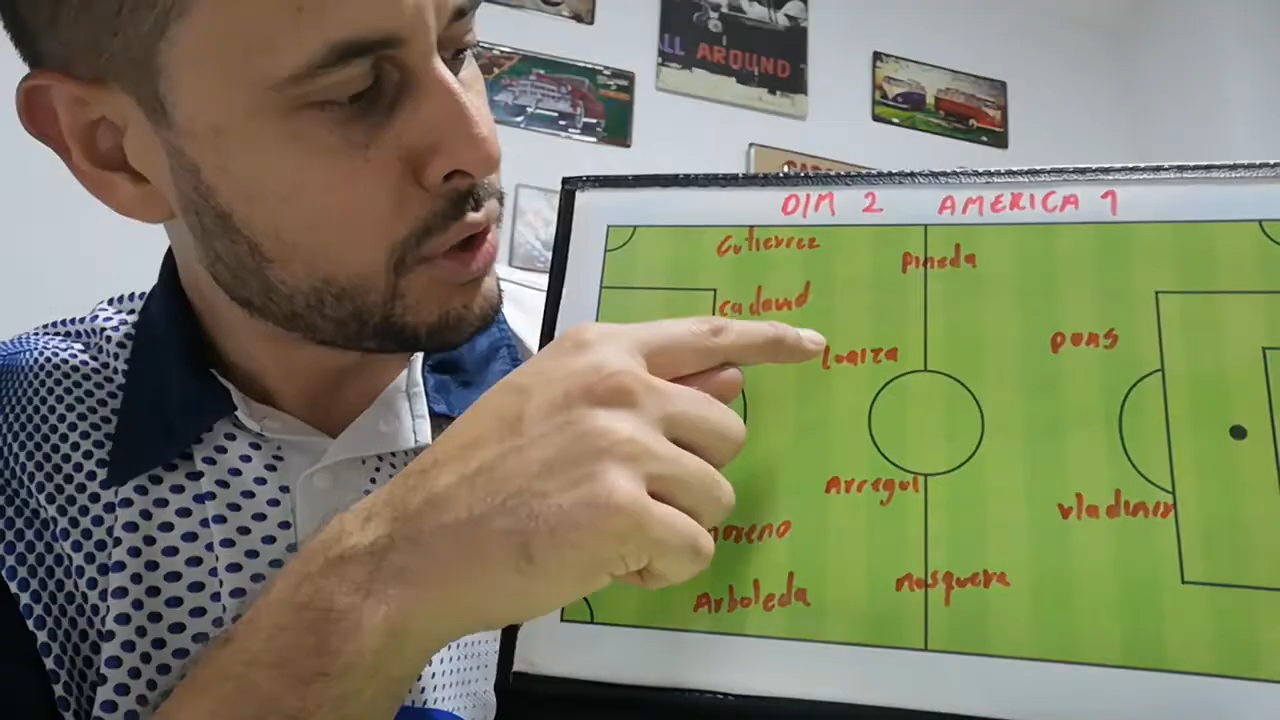 ALL AROUND
DIM 2 AMERICA 1
Gutierrez
Pineda
cadavid
Loaiza
pons
Arregui
vladimir
moreno
mosquera
Arboleda